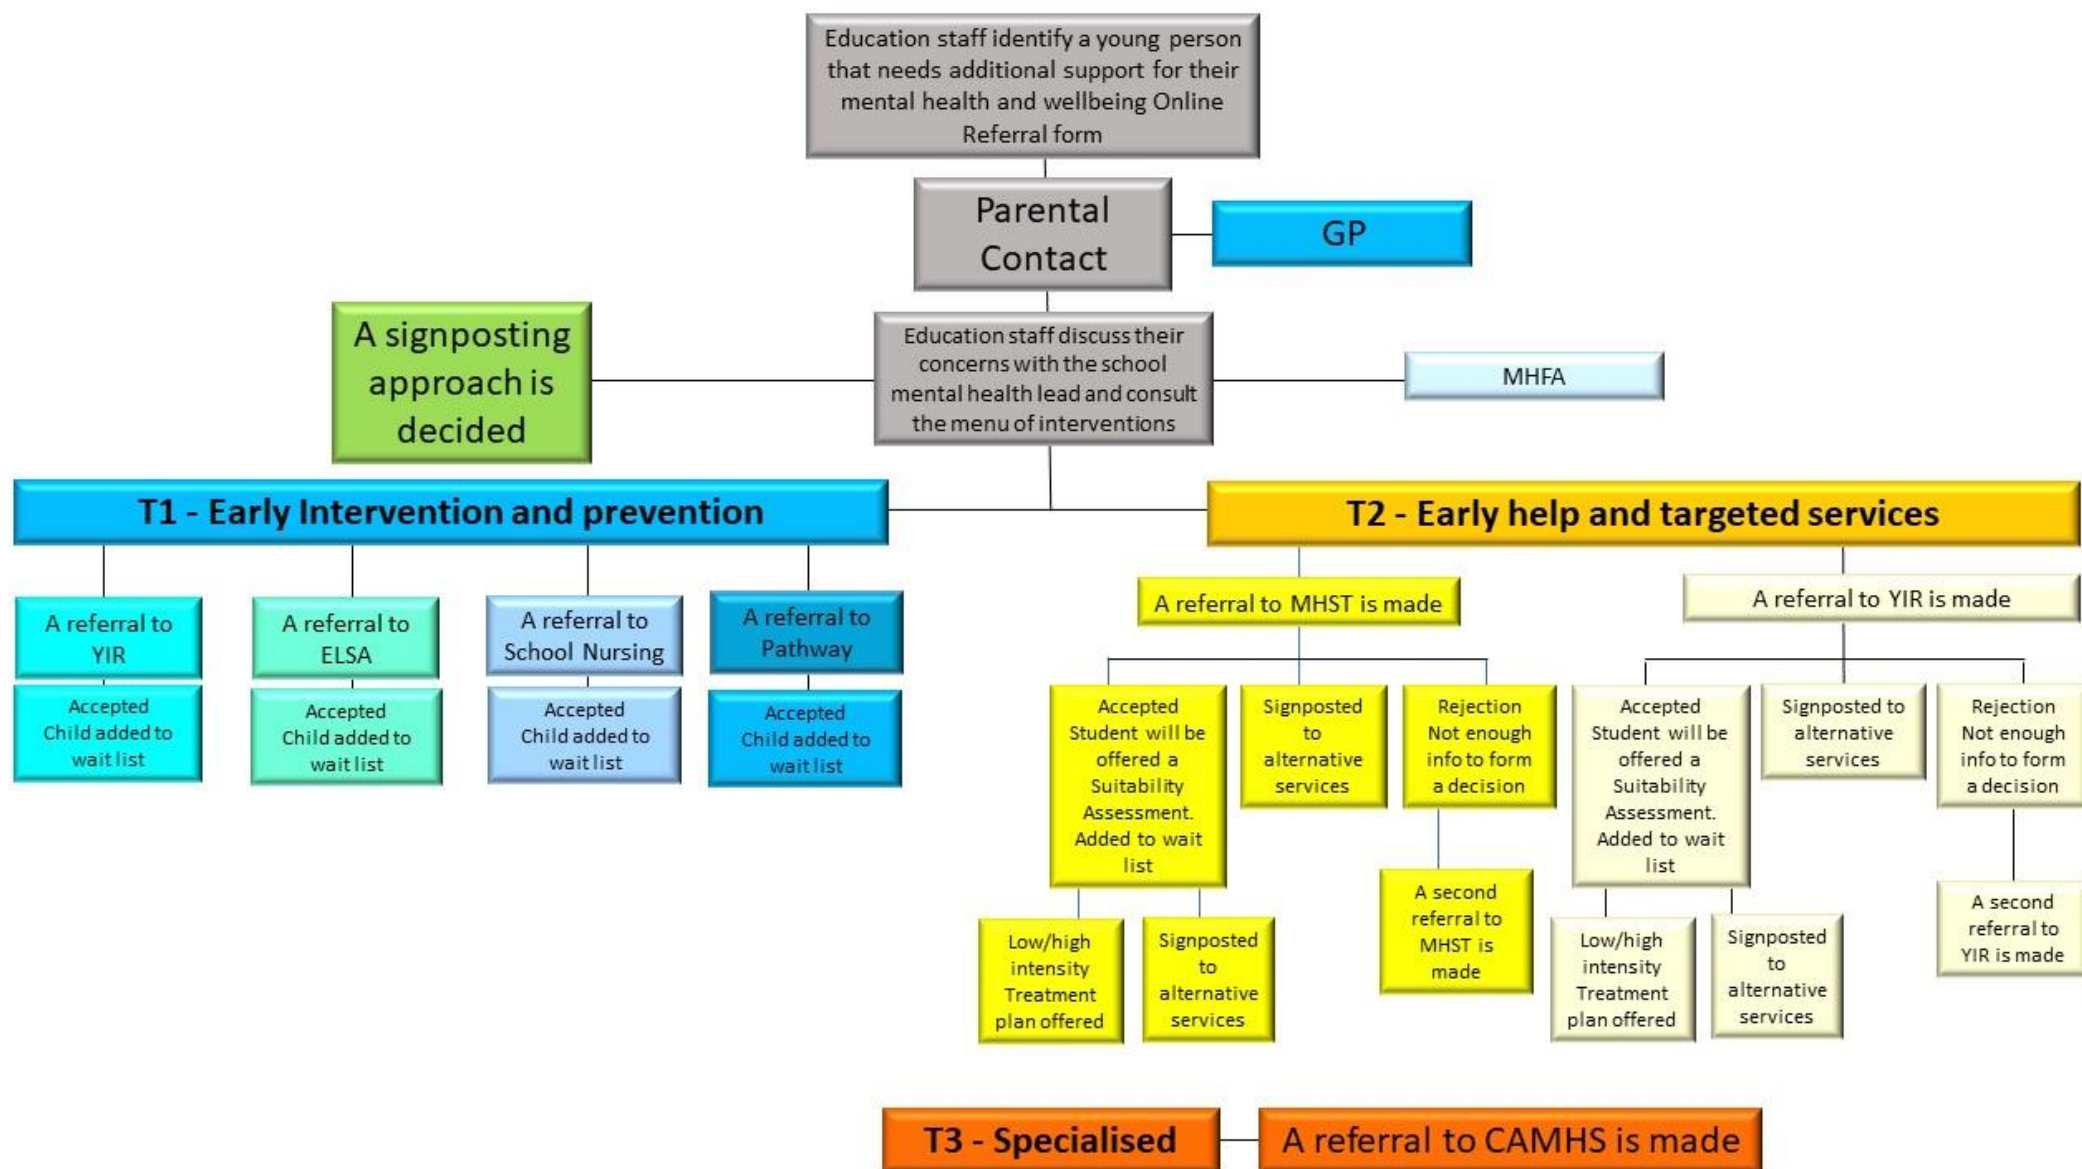 Education staff identify a young person
that needs additional support for their
mental health and wellbeing Online
Referral form
Parental
Contact
GP
A signposting
approach is
decided
Education staff discuss their
concerns with the school
mental health lead and consult
the menu of interventions
MHFA
T1 - Early Intervention and prevention
T2 - Early help and targeted services
A referral to
YIR
Accepted
Child added to
wait list
A referral to
ELSA
Accepted
Child added to
wait list
A referral to
School Nursing
Accepted
Child added to
wait list
A referral to
Pathway
Accepted
Child added to
wait list
A referral to MHST is made
Accepted
Student will be
offered a
Suitability
Assessment.
Added to wait
list
Signposted
to
alternative
services
Rejection
Not enough
info to form
a decision
Low/high
intensity
Treatment
plan offered
Signposted
to
alternative
services
A second
referral to
MHST is
made
A referral to YIR is made
Accepted
Student will be
offered a
Suitability
Assessment.
Added to wait
list
Signposted to
alternative
services
Rejection
Not enough
info to form
a decision
Low/high
intensity
Treatment
plan offered
Signposted
to
alternative
services
A second
referral to
YIR is made
T3 - Specialised
A referral to CAMHS is made